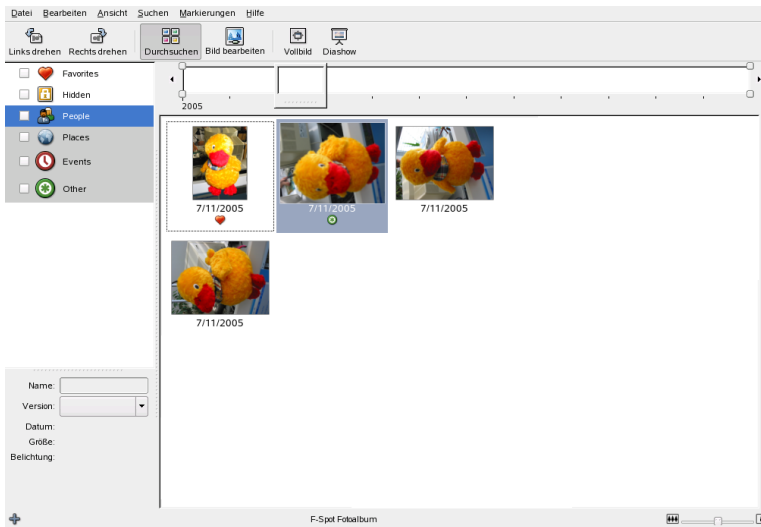 Datei Bearbeiten Ansicht Suchen Markierungen Hilfe
Links drehen Rechts drehen Durchsuchen Bild bearbeiten Vollbild Diashow
Favorites
Hidden
People
Places
Events
Other
2005
7/11/2005 7/11/2005 7/11/2005
7/11/2005
Name:
Version:
Datum:
Größe:
Belichtung:
F-Spot Fotoalbum